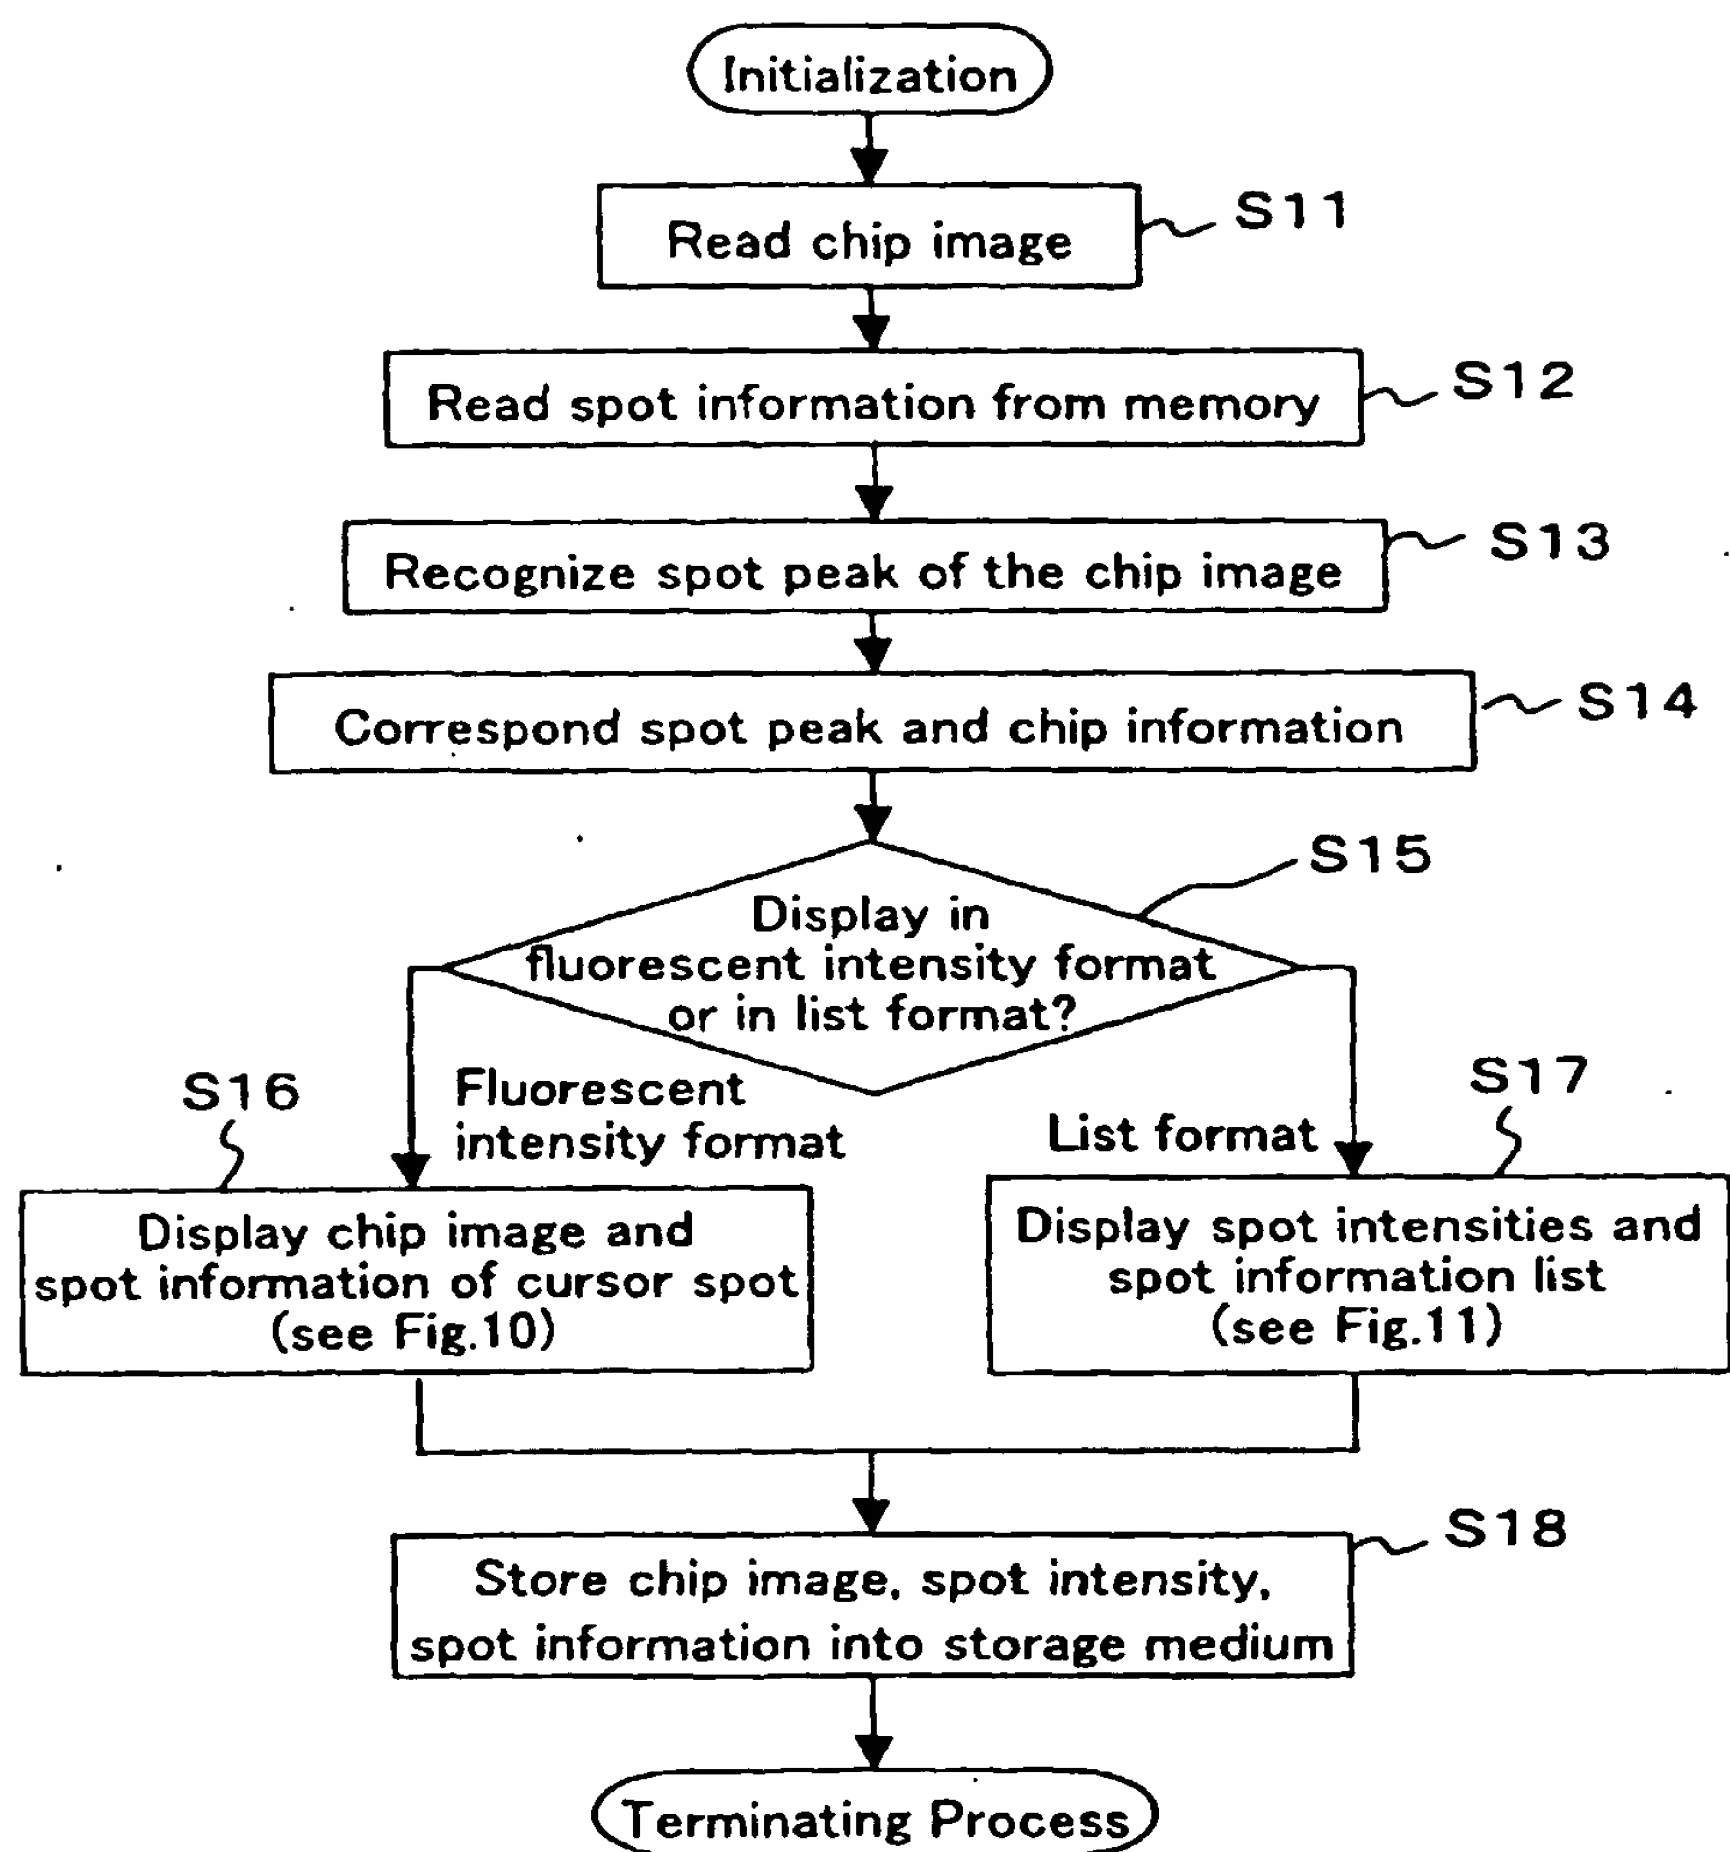 Initialization
S11
Read chip image
S12
Read spot information from memory
S13
Recognize spot peak of the chip image
S14
Correspond spot peak and chip information
S15
Display in
fluorescent intensity format
or in list format?
S16
Fluorescent
intensity format
S17
List format
Display chip image and
spot information of cursor spot
(see Fig.10)
Display spot intensities and
spot information list
(see Fig.11)
S18
Store chip image, spot intensity,
spot information into storage medium
Terminating Process